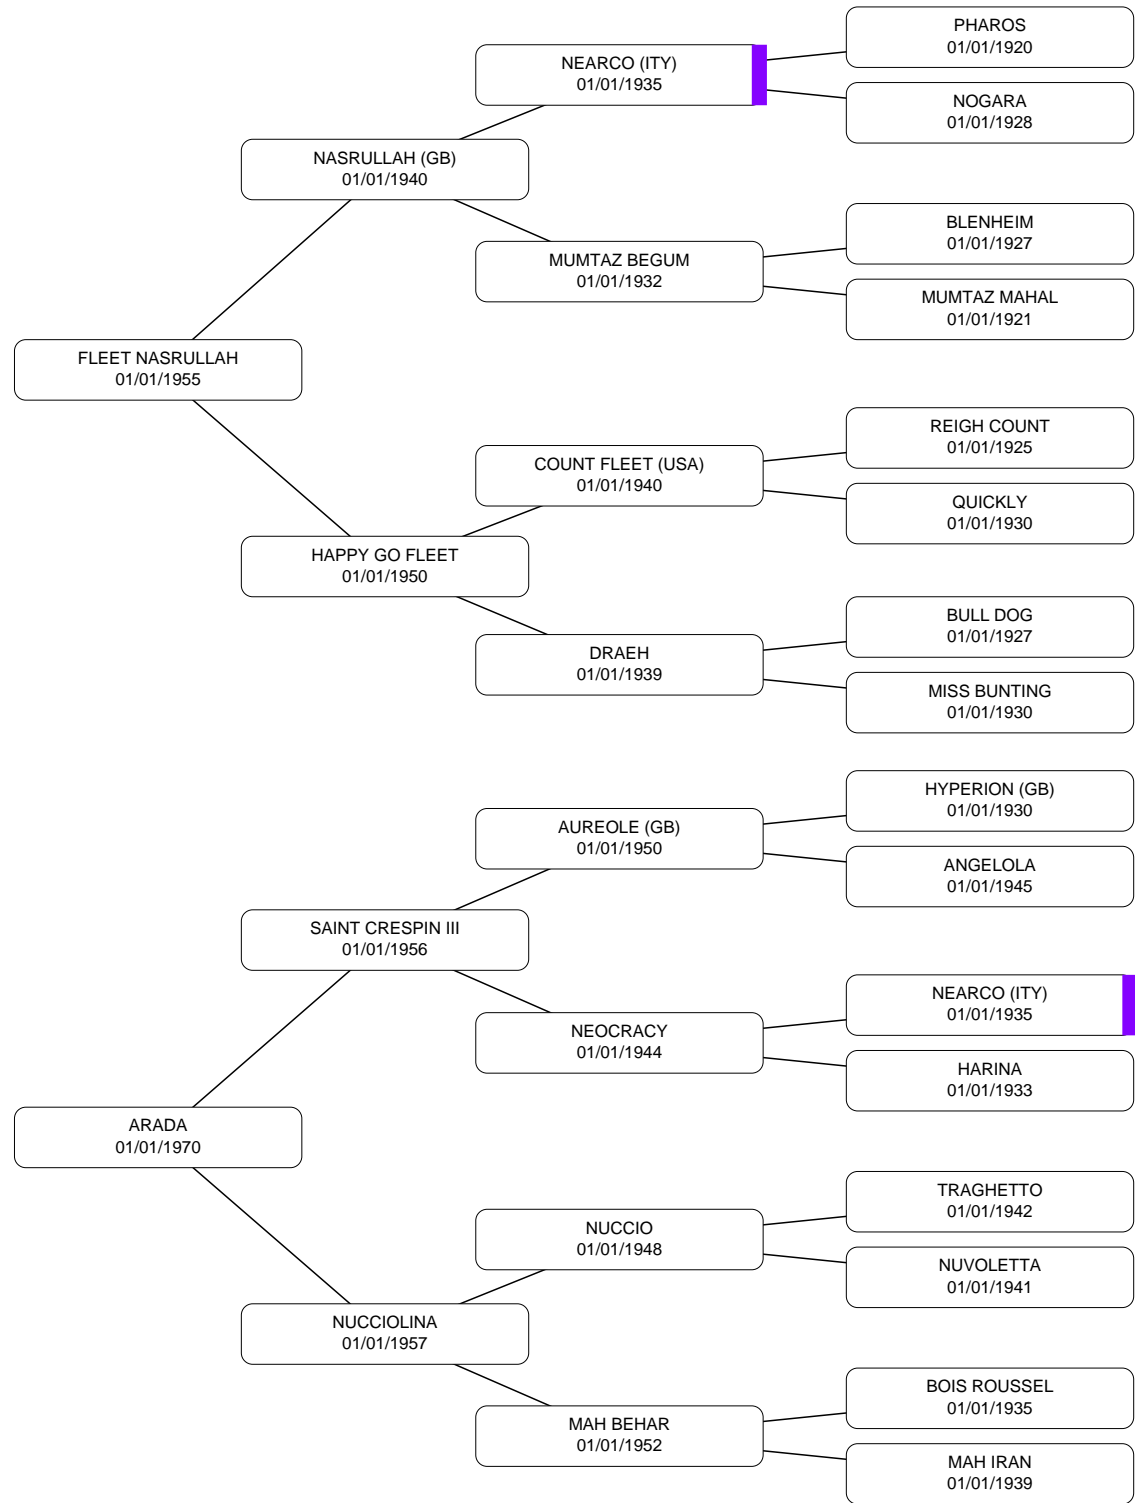 PHAROS
01/01/1920
NEARCO (ITY)
01/01/1935
NOGARA
01/01/1928
NASRULLAH (GB)
01/01/1940
BLENHEIM
01/01/1927
MUMTAZ BEGUM
01/01/1932
MUMTAZ MAHAL
01/01/1921
FLEET NASRULLAH
01/01/1955
REIGH COUNT
01/01/1925
COUNT FLEET (USA)
01/01/1940
QUICKLY
01/01/1930
HAPPY GO FLEET
01/01/1950
BULL DOG
01/01/1927
DRAEH
01/01/1939
MISS BUNTING
01/01/1930
HYPERION (GB)
01/01/1930
AUREOLE (GB)
01/01/1950
ANGELOLA
01/01/1945
SAINT CRESPIN III
01/01/1956
NEARCO (ITY)
01/01/1935
NEOCRACY
01/01/1944
HARINA
01/01/1933
ARADA
01/01/1970
TRAGHETTO
01/01/1942
NUCCIO
01/01/1948
NUVOLETTA
01/01/1941
NUCCIOLINA
01/01/1957
BOIS ROUSSEL
01/01/1935
MAH BEHAR
01/01/1952
MAH IRAN
01/01/1939